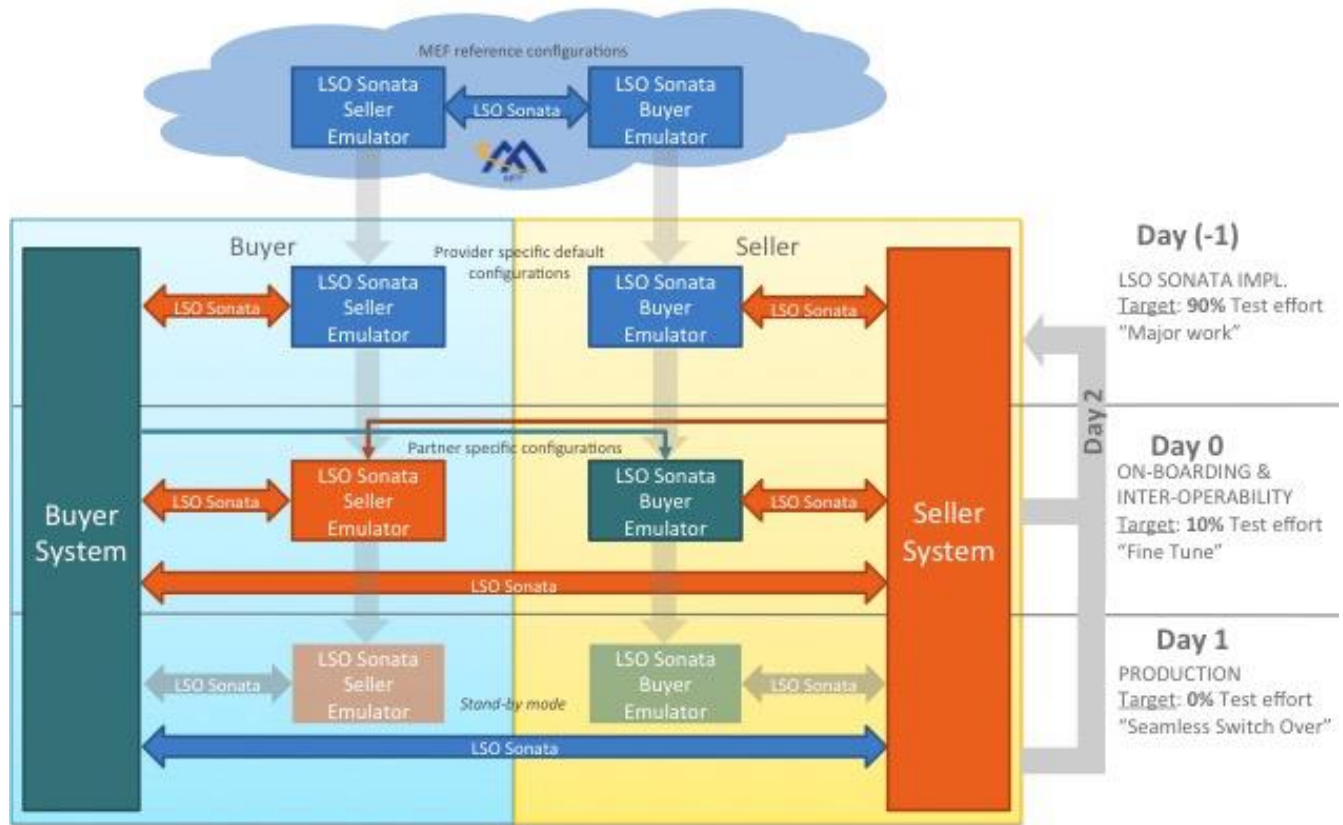 MEF reference configurations
LSO Sonata
Seller
Emulator
LSO Sonata
LSO Sonata
Buyer
Emulator
Buyer
Provider specific default
configurations
Seller
LSO Sonata
LSO Sonata
Seller
Emulator
LSO Sonata
Buyer
Emulator
LSO Sonata
Day (-1)
LSO SONATA IMPL.
Target: 90% Test effort
“Major work”
Day 2
Partner specific configurations
Buyer
System
LSO Sonata
LSO Sonata
Seller
Emulator
LSO Sonata
Buyer
Emulator
LSO Sonata
Seller
System
LSO Sonata
Day 0
ON-BOARDING &
INTER-OPERABILITY
Target: 10% Test effort
“Fine Tune”
LSO Sonata
LSO Sonata
Seller
Emulator
Stand-by mode
LSO Sonata
Buyer
Emulator
LSO Sonata
LSO Sonata
Day 1
PRODUCTION
Target: 0% Test effort
“Seamless Switch Over”